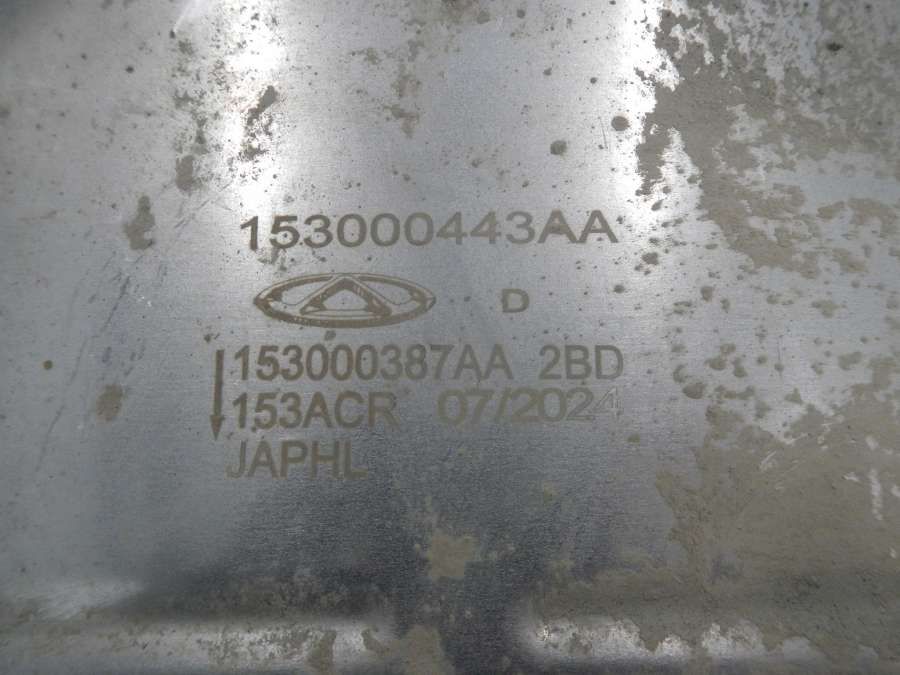 153000443AA
D
153000387AA 2BD
153ACR 07/2024
JAPHL